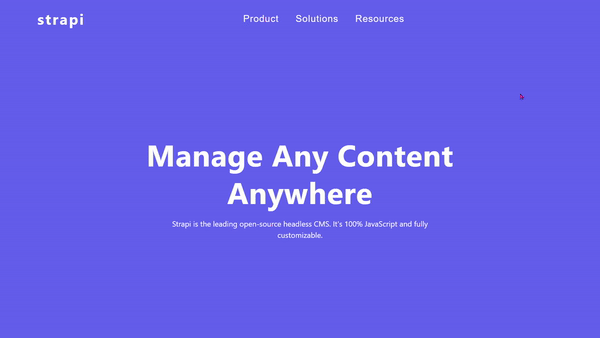 strapi
Product Solutions Resources
Manage Any Content
Anywhere
Strapi is the leading open-source headless CMS. It's 100% JavaScript and fully
customizable.